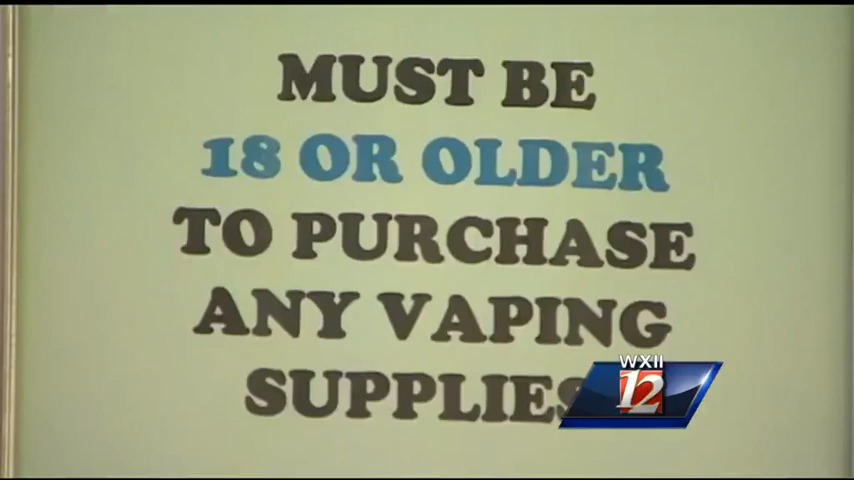 MUST BE
18 OR OLDER
TO PURCHASE
ANY VAPING
SUPPLIES
WXII
12